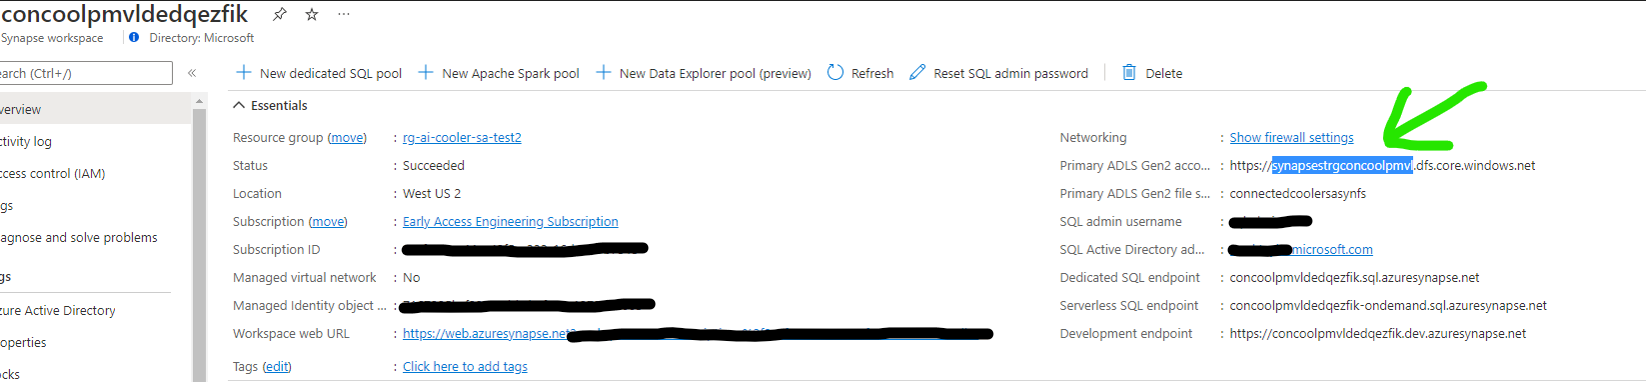 concoolpmvldedqezfik ...
Synapse workspace Directory: Microsoft
earch (Ctrl+/) «
+ New dedicated SQL pool + New Apache Spark pool + New Data Explorer pool (preview) Refresh Reset SQL admin password Delete
verview
Essentials
Resource group (move) : rg-ai-cooler-sa-test2 Networking : Show firewall settings
ctivity log
Status : Succeeded Primary ADLS Gen2 acco... : https://synapsestrgconcoolpmvl.dfs.core.windows.net
ccess control (IAM)
Location : West US 2 Primary ADLS Gen2 file s... : connectedcoolersasynfs
gs
Subscription (move) : Early Access Engineering Subscription SQL admin username :
iagnose and solve problems
Subscription ID : SQL Active Directory ad... : microsoft.com
gs
Managed virtual network : No Dedicated SQL endpoint : concoolpmvldedqezfik.sql.azuresynapse.net
zure Active Directory
Managed Identity object ... : Serverless SQL endpoint : concoolpmvldedqezfik-ondemand.sql.azuresynapse.net
operties
Workspace web URL : https://web.azuresynapse.net Development endpoint : https://concoolpmvldedqezfik.dev.azuresynapse.net
ocks
Tags (edit) : Click here to add tags